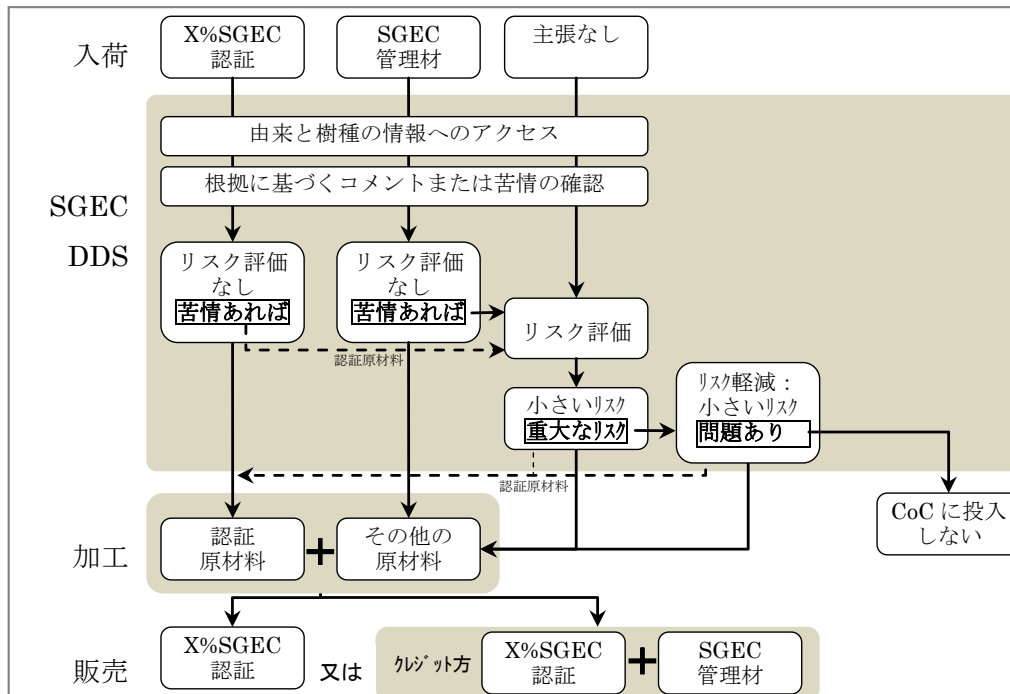 入荷
X%SGEC
認証
SGEC
管理材
主張なし
由来と樹種の情報へのアクセス
根拠に基づくコメントまたは苦情の確認
SGEC
DDS
リスク評価
なし
苦情あれば
リスク評価
なし
苦情あれば
リスク評価
認証原材料
小さいﾘｽｸ
重大なﾘｽｸ
ﾘｽｸ軽減：
小さいﾘｽｸ
問題あり
認証原材料
CoC に投入
しない
加工
認証
原材料
+
その他の
原材料
販売
X%SGEC
認証
又は
ｸﾚｼﾞｯﾄ方
X%SGEC
認証
+
SGEC
管理材